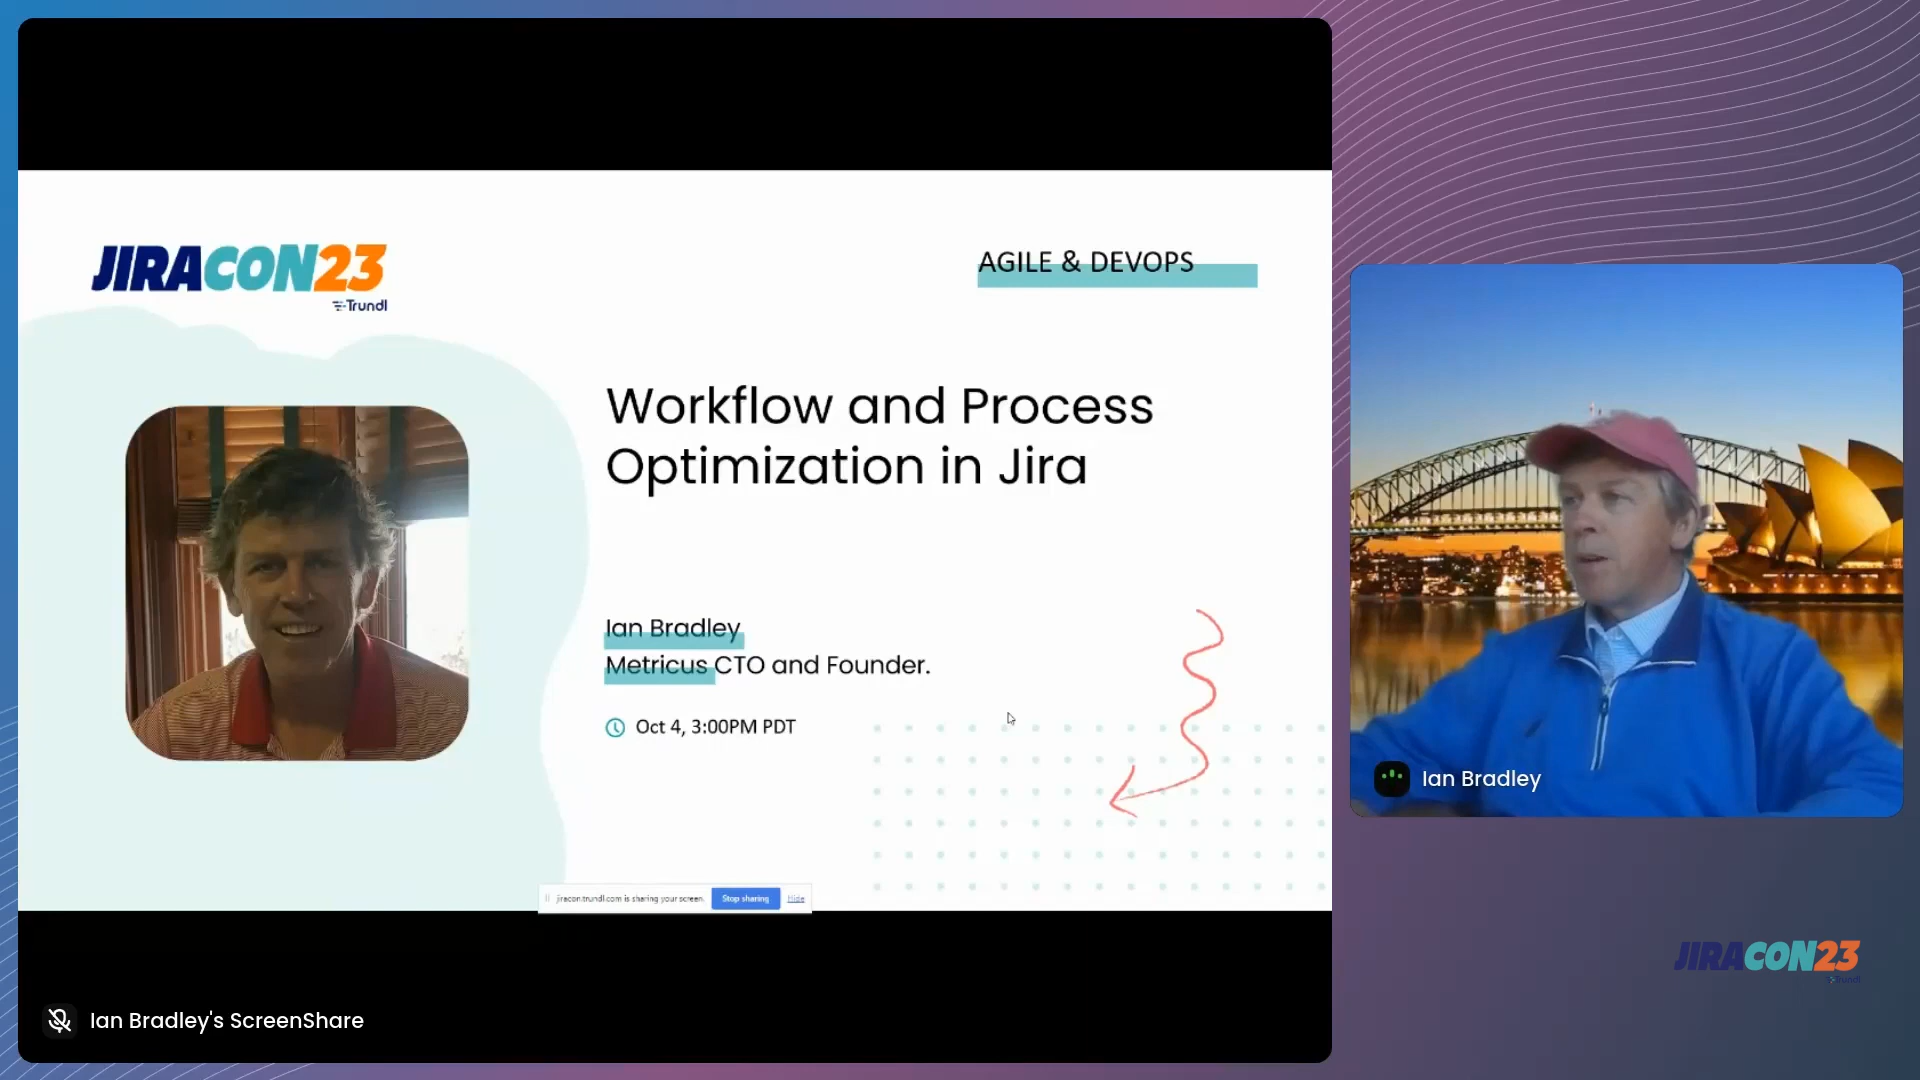 JIRACON23
Trundl
AGILE & DEVOPS
Workflow and Process
Optimization in Jira
Ian Bradley
Metricus CTO and Founder.
Oct 4, 3:00PM PDT
jiracon.trundl.com is sharing your screen.
Stop sharing
Hide
Ian Bradley's ScreenShare
Ian Bradley
JIRACON23
Trundl